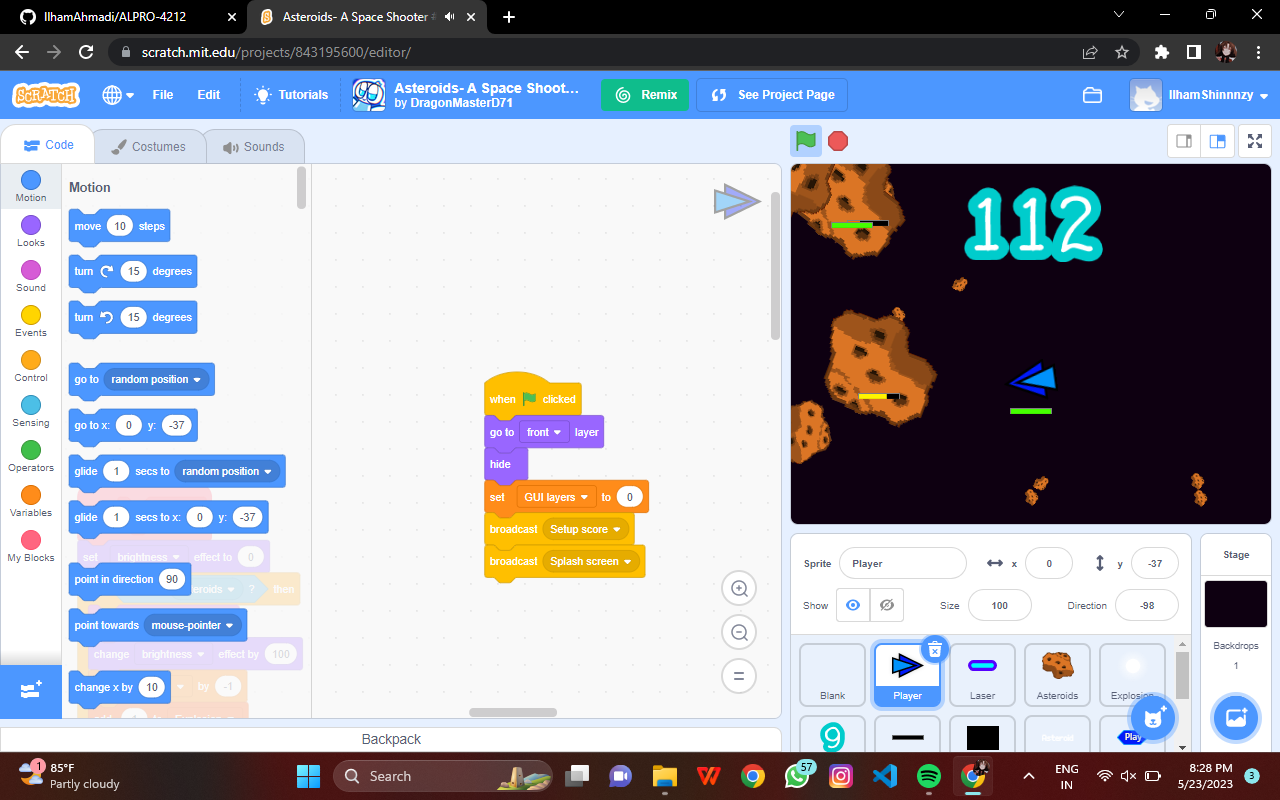 IlhamAhmadi/ALPRO-4212
Asteroids- A Space Shooter
scratch.mit.edu/projects/843195600/editor/
SCRATCH
File
Edit
Tutorials
Asteroids- A Space Shoot...
by DragonMasterD71
Remix
See Project Page
IlhamShinnnzy
Code
Costumes
Sounds
Motion
Looks
Sound
Events
Control
Sensing
Operators
Variables
My Blocks
Motion
move 10 steps
turn 15 degrees
turn 15 degrees
go to random position
go to x: 0 y: -37
glide 1 secs to random position
glide 1 secs to x: 0 y: -37
set brightness effect to 0
point in direction 90
? then
point towards mouse-pointer
change brightness effect by 100
change x by 10
by -1
when clicked
go to front layer
hide
set GUI layers to 0
broadcast Setup score
broadcast Splash screen
Backpack
112
Sprite
Player
x
0
y
-37
Show
Size
100
Direction
-98
Blank
Player
Laser
Asteroids
Explosion
9
Asteroid
Play
Stage
Backdrops
1
1
85°F
Partly cloudy
Search
57
ENG
IN
8:28 PM
5/23/2023
3